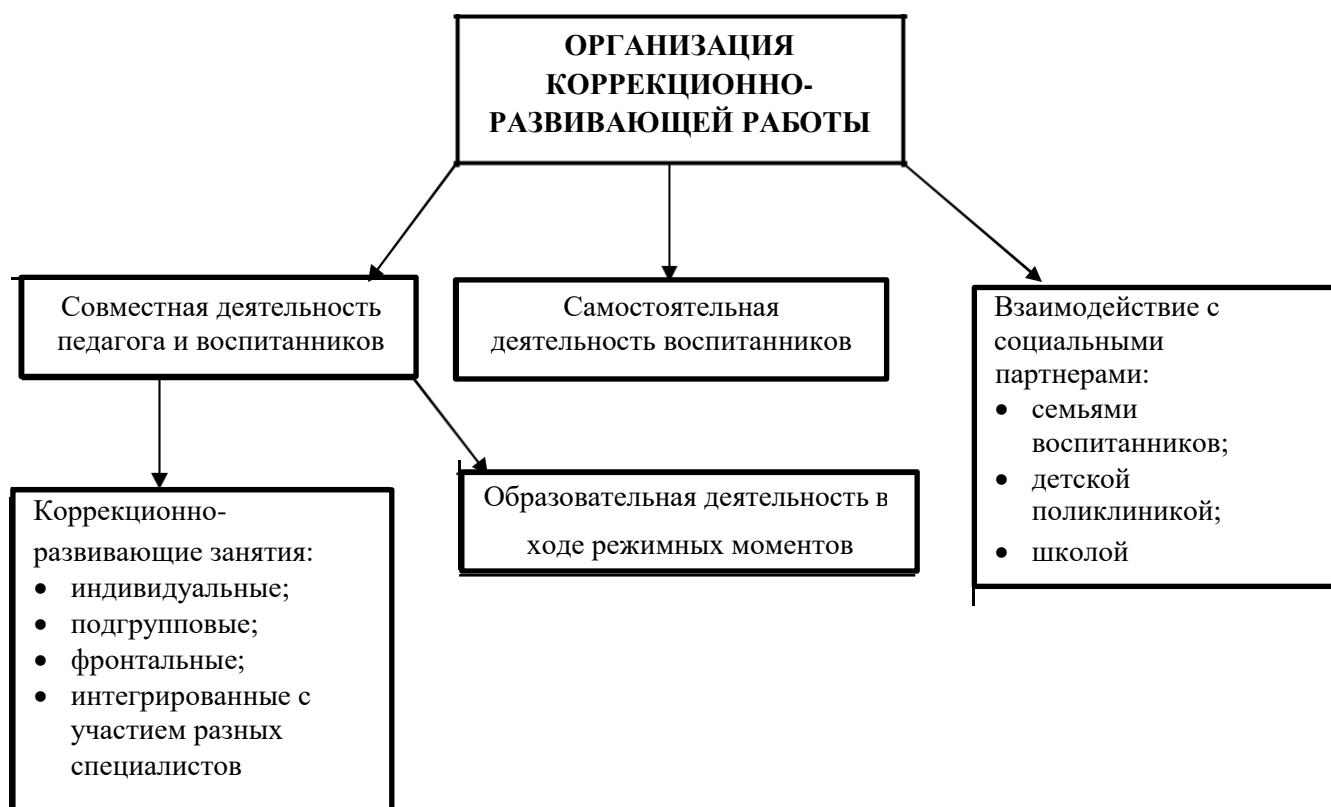 ОРГАНИЗАЦИЯ
КОРРЕКЦИОННО-
РАЗВИВАЮЩЕЙ РАБОТЫ
Совместная деятельность
педагога и воспитанников
Самостоятельная
деятельность воспитанников
Взаимодействие с
социальными
партнерами:
• семьями
воспитанников;
• детской
поликлиникой;
• школой
Коррекционно-
развивающие занятия:
• индивидуальные;
• подгрупповые;
• фронтальные;
• интегрированные с
участием разных
специалистов
Образовательная деятельность в
ходе режимных моментов